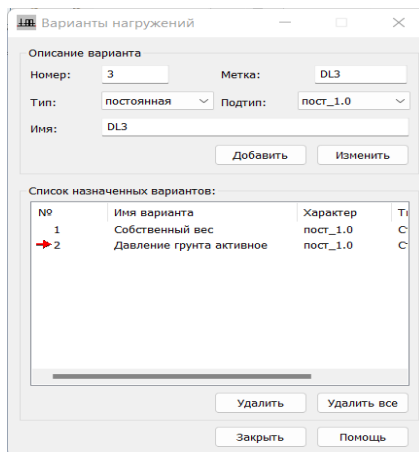 Варианты нагружений
Описание варианта
Номер: 3 Метка: DL3
Тип: постоянная Подтип: пост_1.0
Имя: DL3
Добавить Изменить
Список назначенных вариантов:
№ Имя варианта Характер Ти
1 Собственный вес пост_1.0 С
2 Давление грунта активное пост_1.0 С
Удалить Удалить все
Закрыть Помощь